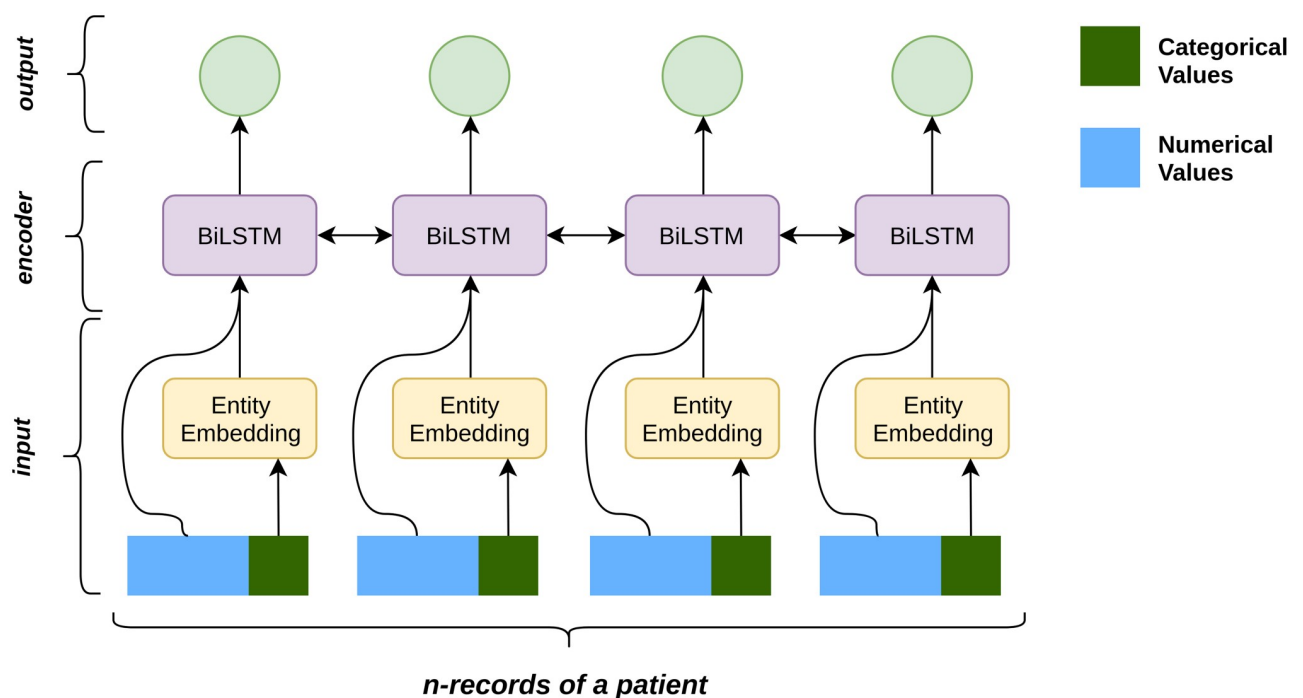 output
Categorical
Values
Numerical
Values
encoder
BiLSTM
BiLSTM
BiLSTM
BiLSTM
input
Entity
Embedding
Entity
Embedding
Entity
Embedding
Entity
Embedding
n-records of a patient